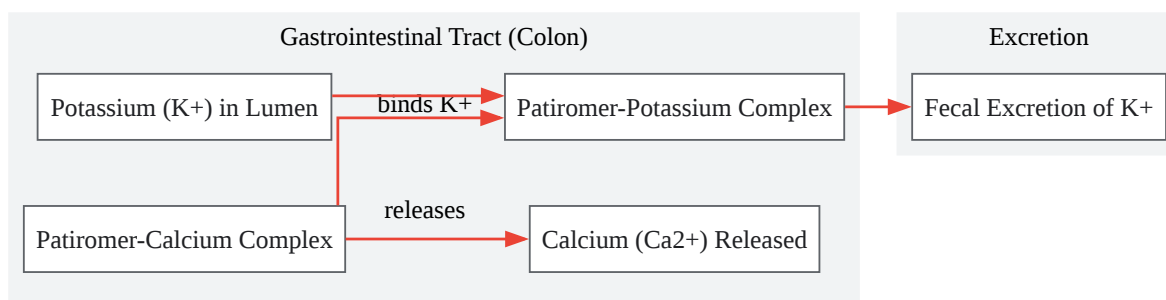 Gastrointestinal Tract (Colon)
Excretion
Potassium (K+) in Lumen
binds K+
Patiromer-Potassium Complex
Fecal Excretion of K+
Patiromer-Calcium Complex
releases
Calcium (Ca2+) Released